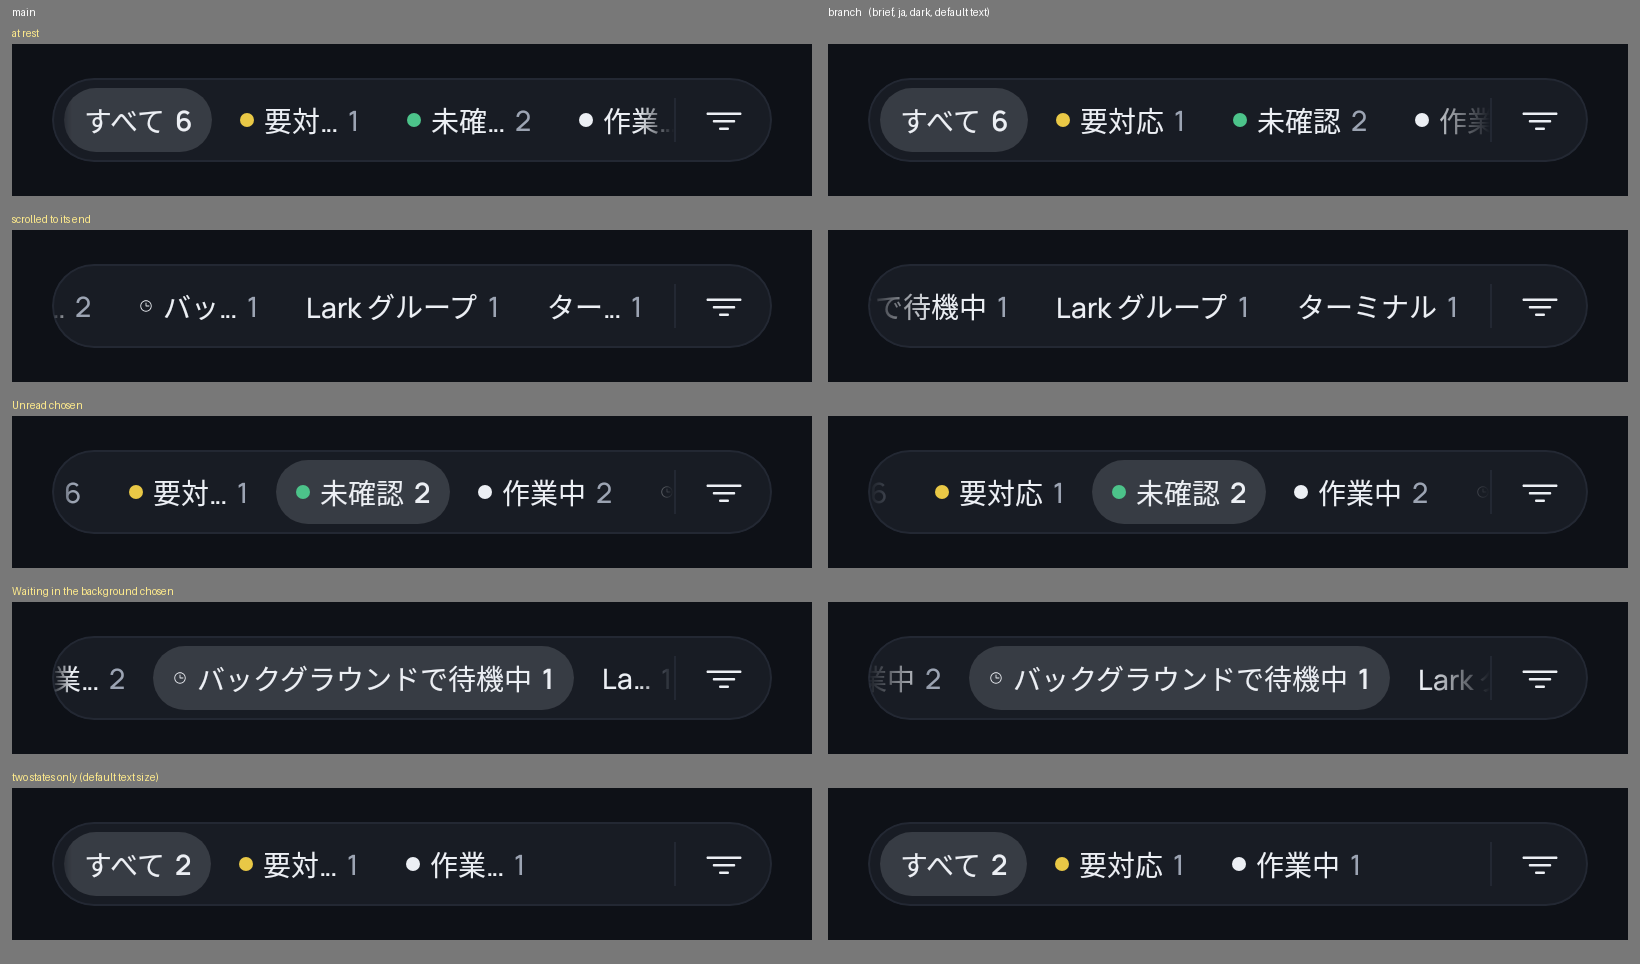 main
branch (brief, ja, dark, default text)
at rest
すべて 6 要対... 1 未確... 2 作業...
すべて 6 要対応 1 未確認 2 作業
scrolled to its end
.. 2 バッ... 1 Lark グループ 1 ター... 1
で待機中 1 Lark グループ 1 ターミナル 1
Unread chosen
6 要対... 1 未確認 2 作業中 2
6 要対応 1 未確認 2 作業中 2
Waiting in the background chosen
業... 2 バックグラウンドで待機中 1 La... 1
業中 2 バックグラウンドで待機中 1 Lark
two states only (default text size)
すべて 2 要対... 1 作業... 1
すべて 2 要対応 1 作業中 1